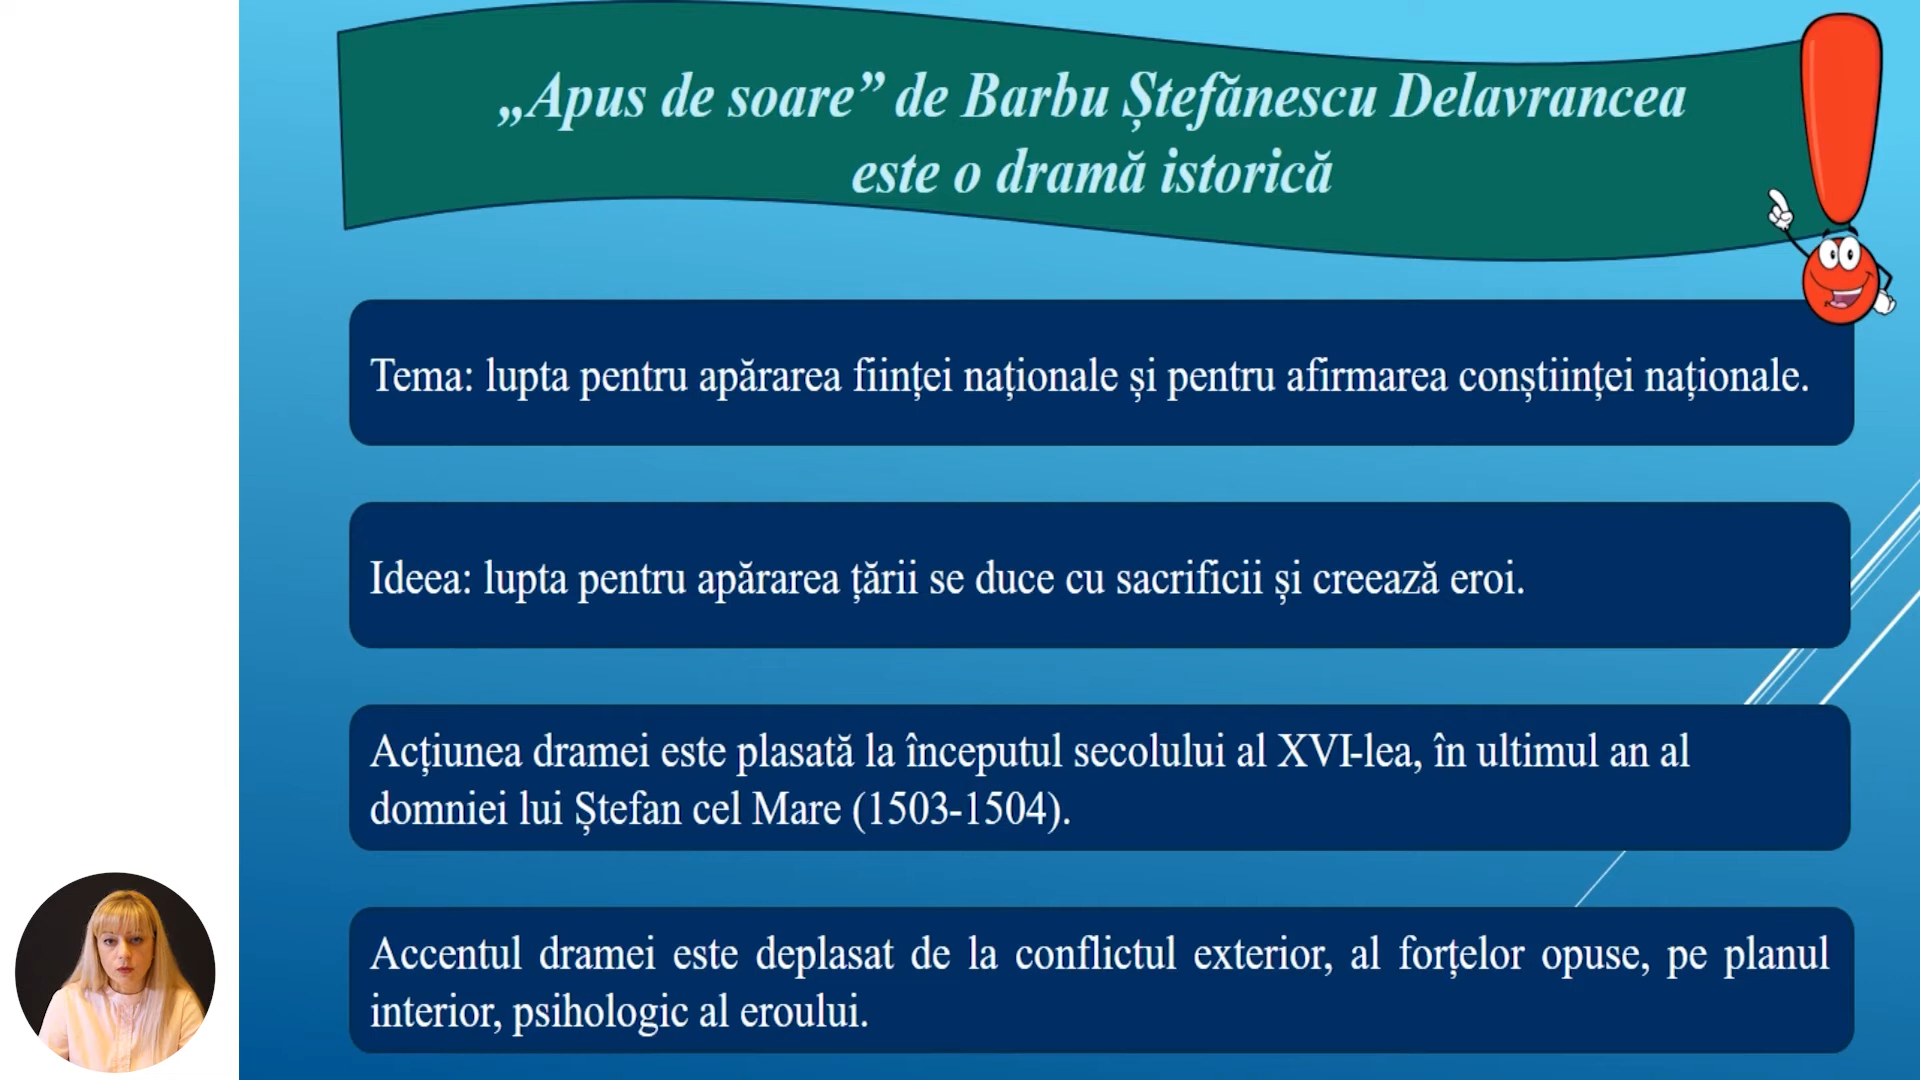 „Apus de soare” de Barbu Ștefănescu Delavrancea
este o dramă istorică
Tema: lupta pentru apărarea ființei naționale și pentru afirmarea conștiinței naționale.
Ideea: lupta pentru apărarea țării se duce cu sacrificii și creează eroi.
Acțiunea dramei este plasată la începutul secolului al XVI-lea, în ultimul an al
domniei lui Ștefan cel Mare (1503-1504).
Accentul dramei este deplasat de la conflictul exterior, al forțelor opuse, pe planul
interior, psihologic al eroului.